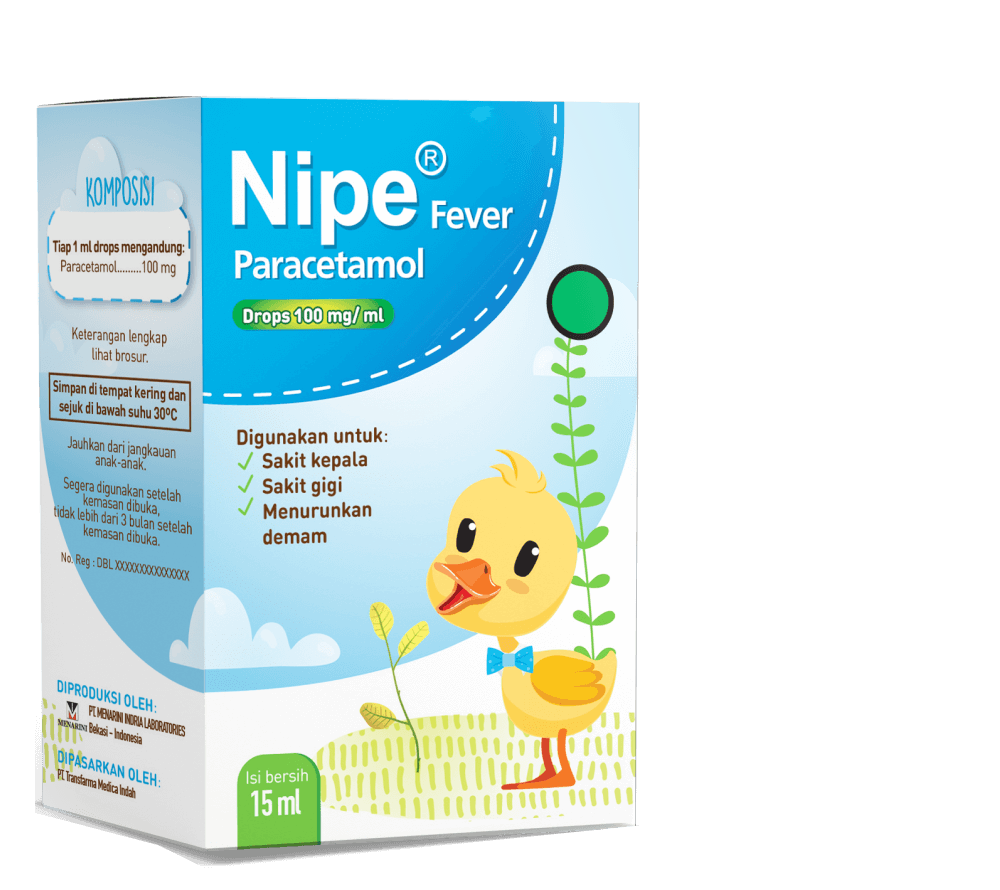 KOMPOSISI
Tiap 1 ml drops mengandung:
Paracetamol.........100 mg
Keterangan lengkap
lihat brosur.
Simpan di tempat kering dan
sejuk di bawah suhu 30ºC
Jauhkan dari jangkauan
anak-anak.
Segera digunakan setelah
kemasan dibuka,
tidak lebih dari 3 bulan setelah
kemasan dibuka.
No. Reg : DBL XXXXXXXXXXXXXXX
DIPRODUKSI OLEH:
MENARINI
PT. MENARINI INDRIA LABORATORIES
Bekasi - Indonesia
DIPASARKAN OLEH:
PT. Transfarma Medica Indah
Nipe®
Fever
Paracetamol
Drops 100 mg/ ml
Digunakan untuk:
Sakit kepala
Sakit gigi
Menurunkan
demam
Isi bersih
15 ml